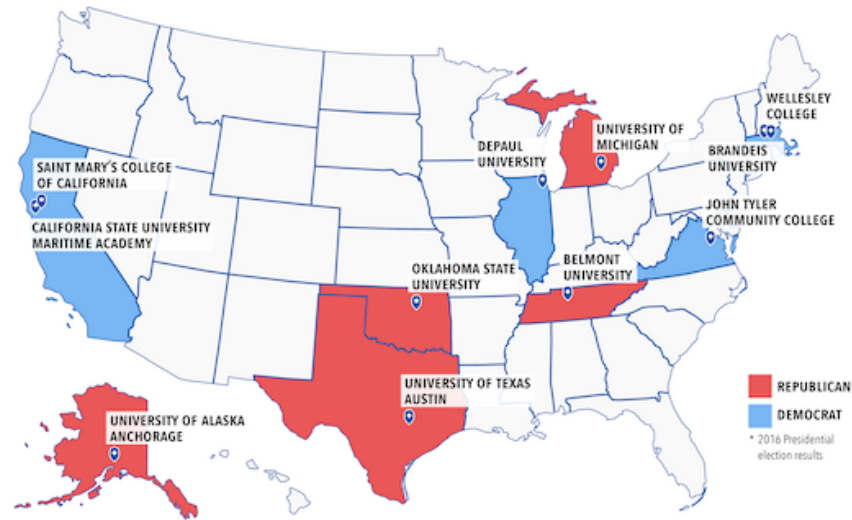 WELLESLEY
COLLEGE
UNIVERSITY OF
MICHIGAN
DEPAUL
UNIVERSITY
BRANDEIS
UNIVERSITY
SAINT MARY'S COLLEGE
OF CALIFORNIA
JOHN TYLER
COMMUNITY COLLEGE
CALIFORNIA STATE UNIVERSITY
MARITIME ACADEMY
BELMONT
UNIVERSITY
OKLAHOMA STATE
UNIVERSITY
UNIVERSITY OF TEXAS
AUSTIN
REPUBLICAN
DEMOCRAT
* 2016 Presidential
election results
UNIVERSITY OF ALASKA
ANCHORAGE